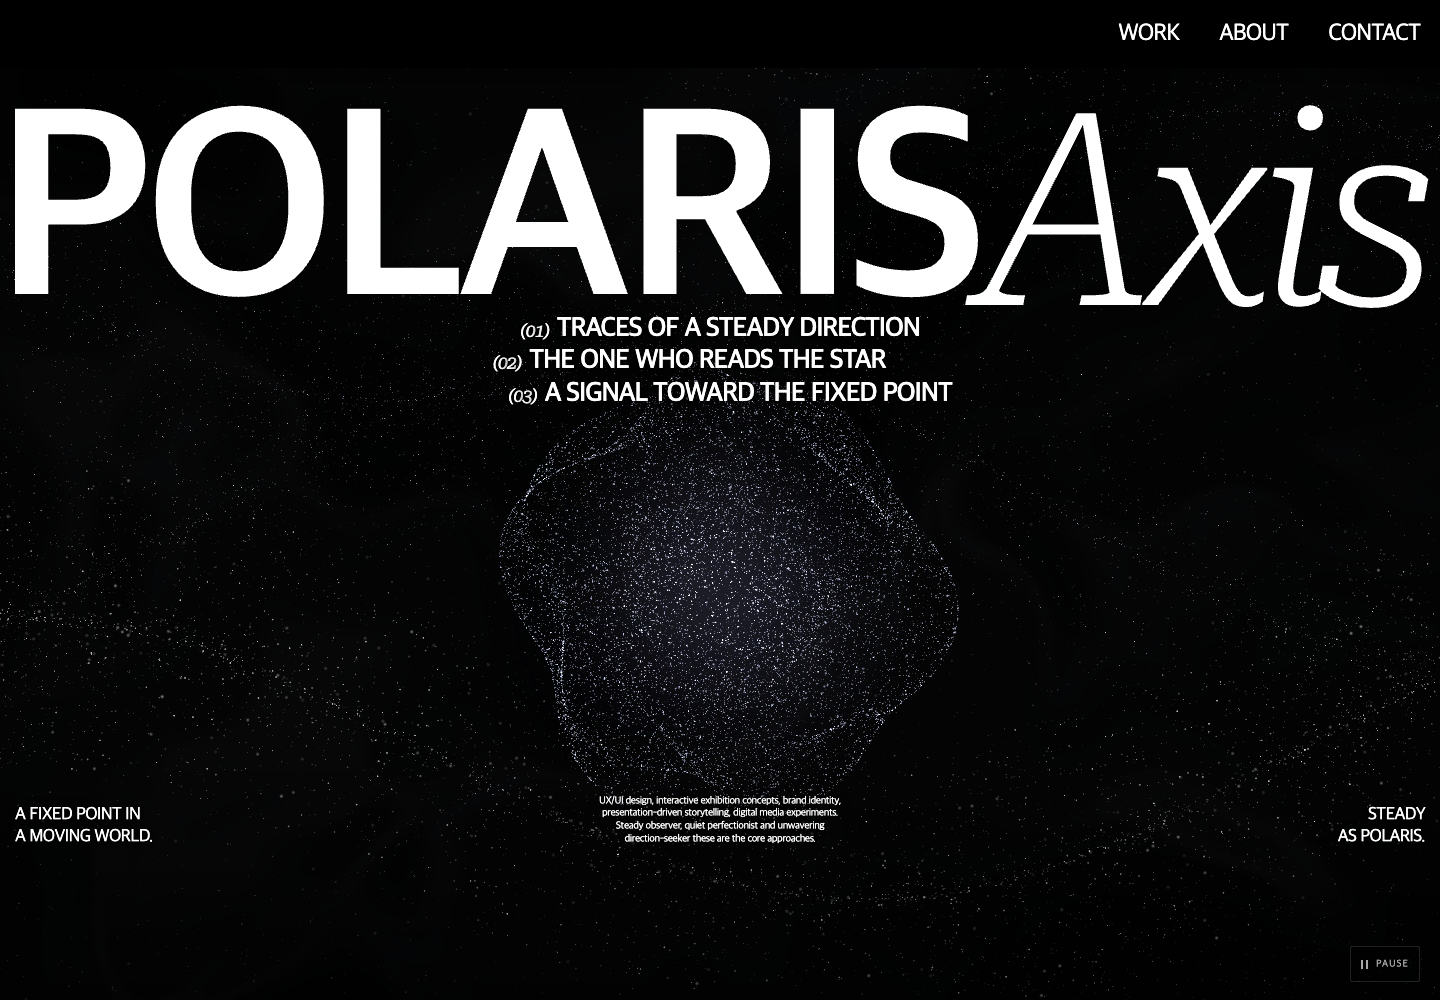 WORK ABOUT CONTACT
POLARIS Axis
(01) TRACES OF A STEADY DIRECTION
(02) THE ONE WHO READS THE STAR
(03) A SIGNAL TOWARD THE FIXED POINT
A FIXED POINT IN
A MOVING WORLD.
UX/UI design, interactive exhibition concepts, brand identity,
presentation-driven storytelling, digital media experiments.
Steady observer, quiet perfectionist and unwavering
direction-seeker these are the core approaches.
STEADY
AS POLARIS.
PAUSE